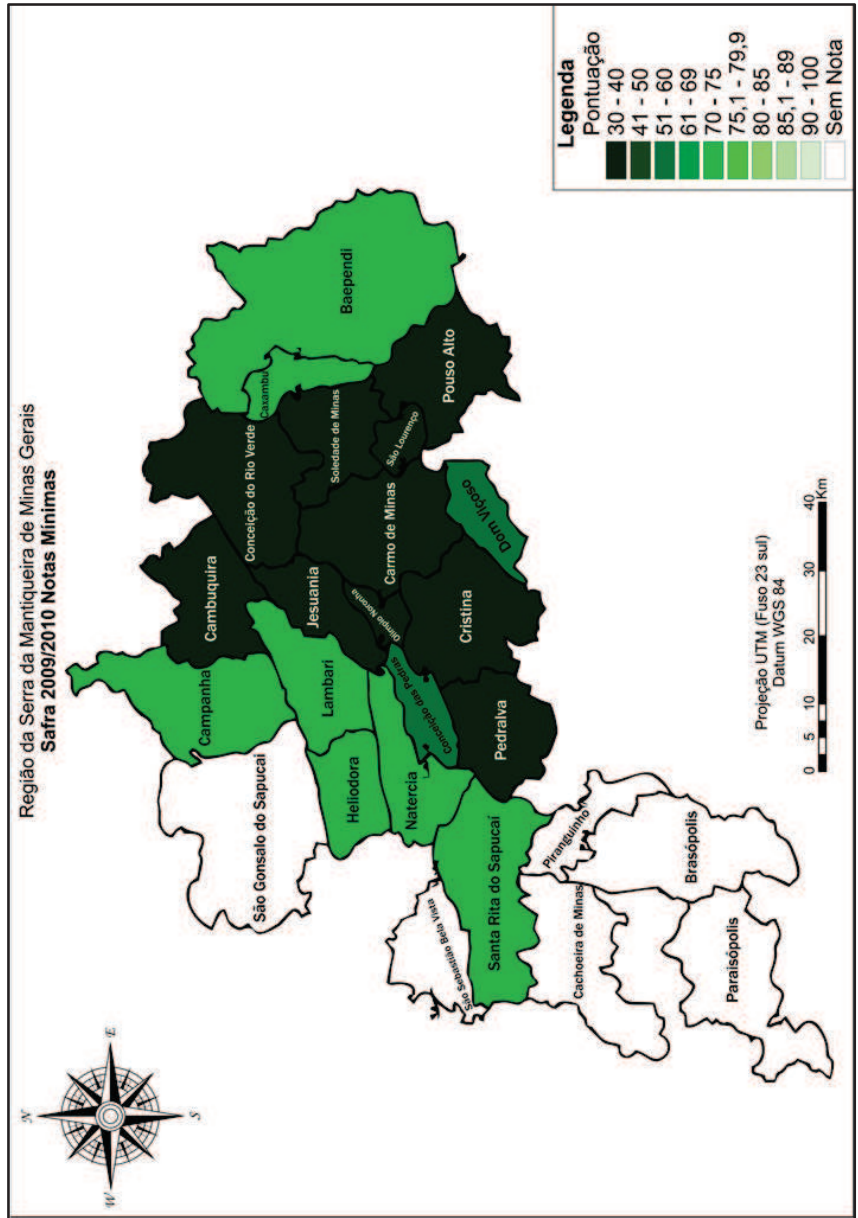 Região da Serra da Mantiqueira de Minas Gerais
Safra 2009/2010 Notas Mínimas
N
W
E
S
Campanha
São Gonsalo do Sapucaí
Cambuquira
Conceição do Rio Verde
Caxambu
Baependi
Lambari
Heliodora
Jesuania
Soledade de Minas
São Lourenço
Pouso Alto
Carmo de Minas
Olímpio Noronha
Natercia
Conceição das Pedras
Cristina
Dom Viçoso
Pedralva
São Sebastião Bela Vista
Santa Rita do Sapucaí
Piranguinho
Cachoeira de Minas
Brasópolis
Paraisópolis
Projeção UTM (Fuso 23 sul)
Datum WGS 84
0 5 10 20 30 40
Km
Legenda
Pontuação
30 - 40
41 - 50
51 - 60
61 - 69
70 - 75
75,1 - 79,9
80 - 85
85,1 - 89
90 - 100
Sem Nota